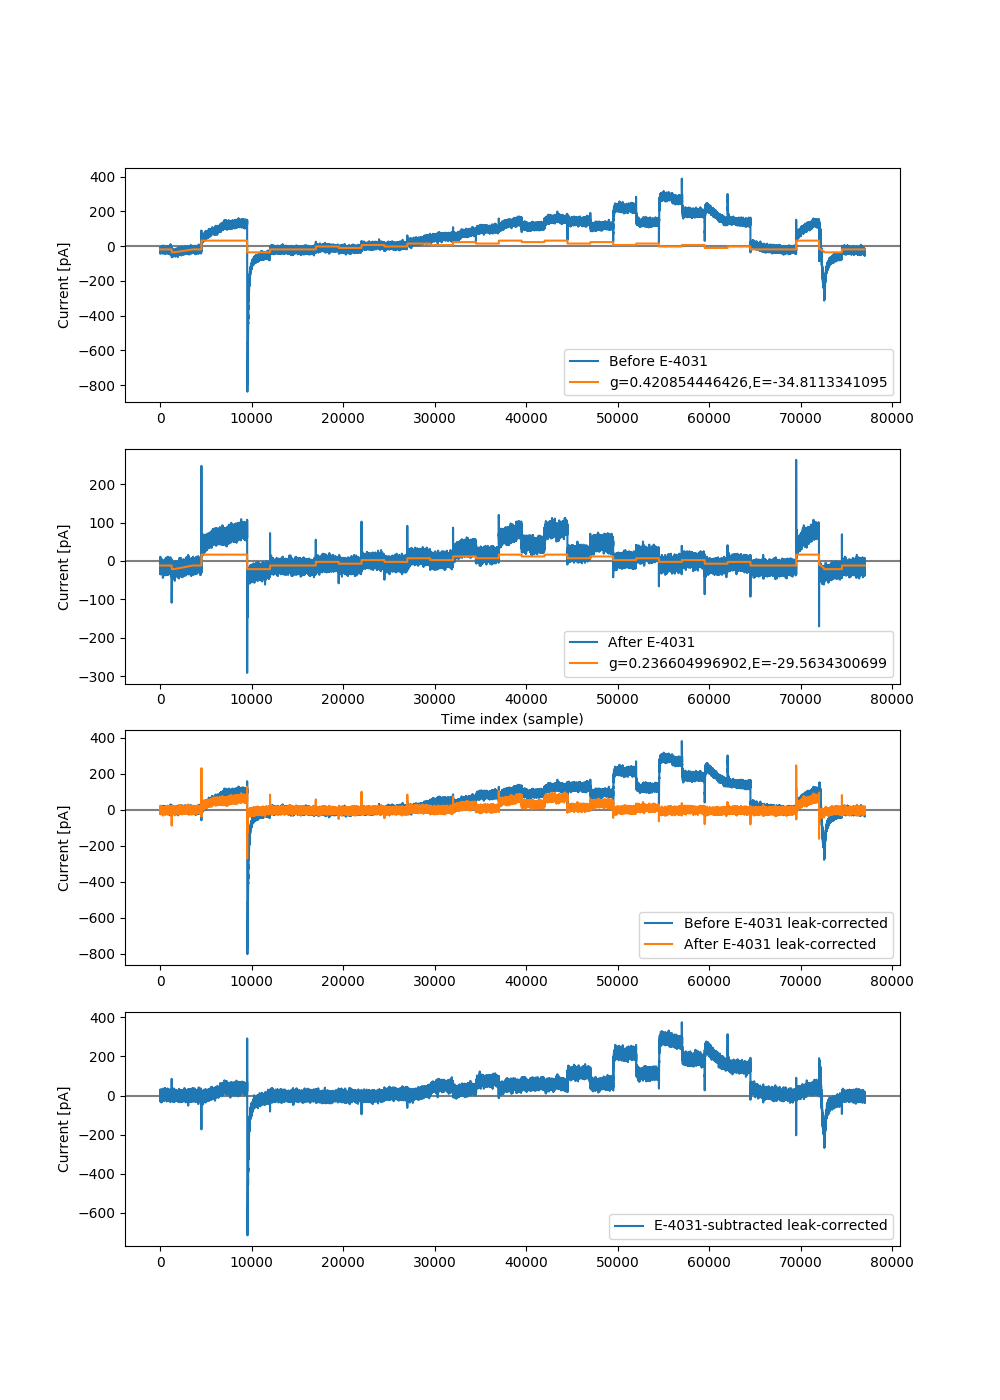 400
200
0
−200
−400
−600
−800
Current [pA]
Before E-4031
g=0.420854446426,E=-34.8113341095
0 10000 20000 30000 40000 50000 60000 70000 80000
200
100
0
−100
−200
−300
Current [pA]
After E-4031
g=0.236604996902,E=-29.5634300699
0 10000 20000 30000 40000 50000 60000 70000 80000
Time index (sample)
400
200
0
−200
−400
−600
−800
Current [pA]
Before E-4031 leak-corrected
After E-4031 leak-corrected
0 10000 20000 30000 40000 50000 60000 70000 80000
400
200
0
−200
−400
−600
Current [pA]
E-4031-subtracted leak-corrected
0 10000 20000 30000 40000 50000 60000 70000 80000